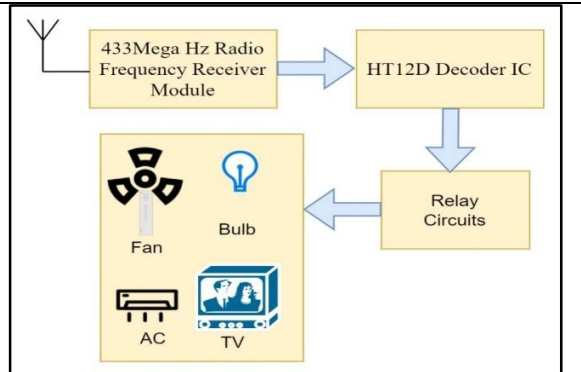 433Mega Hz Radio
Frequency Receiver
Module
HT12D Decoder IC
Relay
Circuits
Fan
Bulb
AC
TV